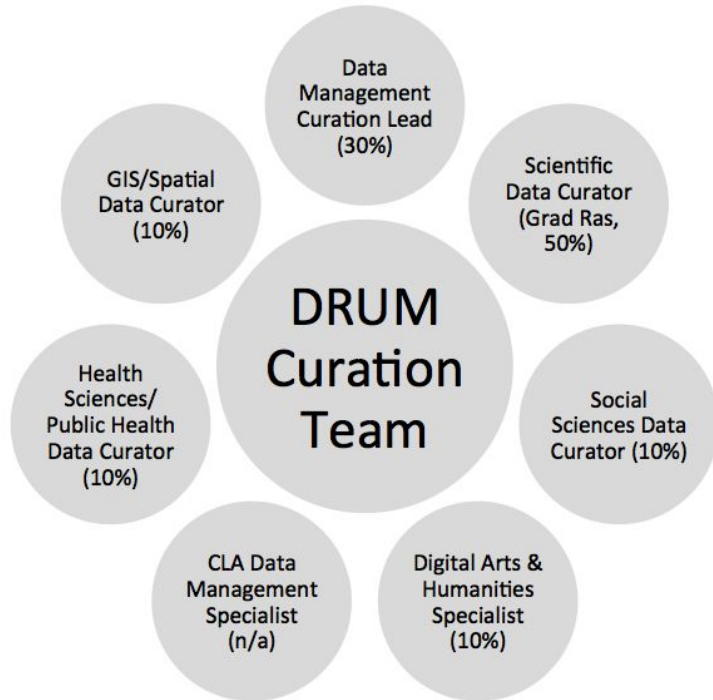 Data
Management
Curation Lead
(30%)
Scientific
Data Curator
(Grad Ras,
50%)
Social
Sciences Data
Curator (10%)
Digital Arts &
Humanities
Specialist
(10%)
CLA Data
Management
Specialist
(n/a)
Health
Sciences/
Public Health
Data Curator
(10%)
GIS/Spatial
Data Curator
(10%)
DRUM
Curation
Team